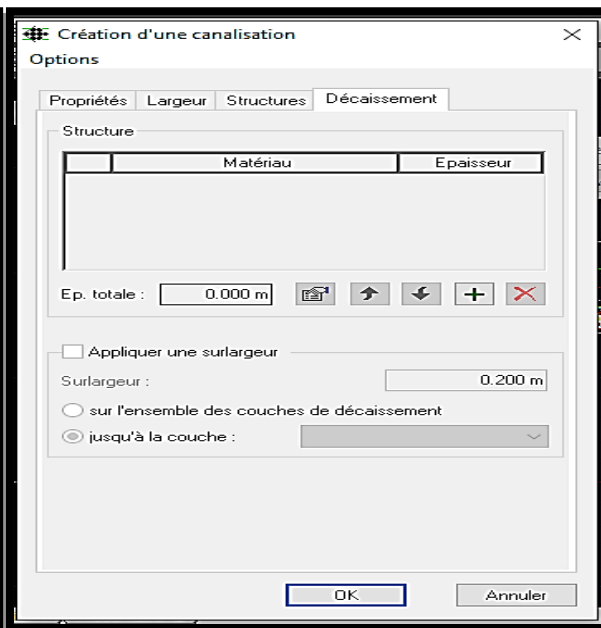 Création d'une canalisation
Options
Propriétés Largeur Structures Décaissement
Structure
Matériau Epaisseur
Ep. totale : 0.000 m
Appliquer une surlargeur
Surlargeur : 0.200 m
sur l'ensemble des couches de décaissement
jusqu'à la couche :
OK Annuler